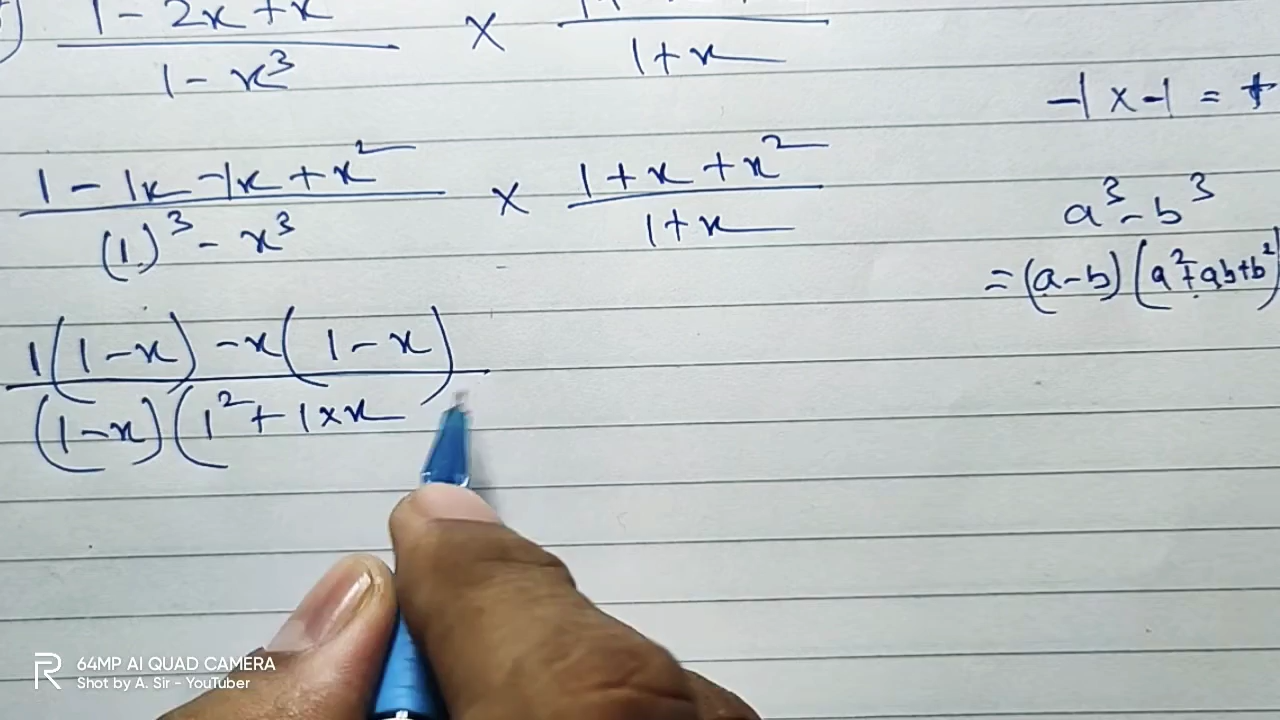 1 - 2x + x
× 
1 - x³ 1 + x
-1 × -1 = +
1 - 1x - 1x + x² × 1 + x + x²
(1)³ - x³ 1 + x
a³ - b³
= (a - b) (a² + ab + b²)
1(1 - x) - x(1 - x)
(1 - x)(1² + 1 × x
R 64MP AI QUAD CAMERA
Shot by A. Sir - YouTuber